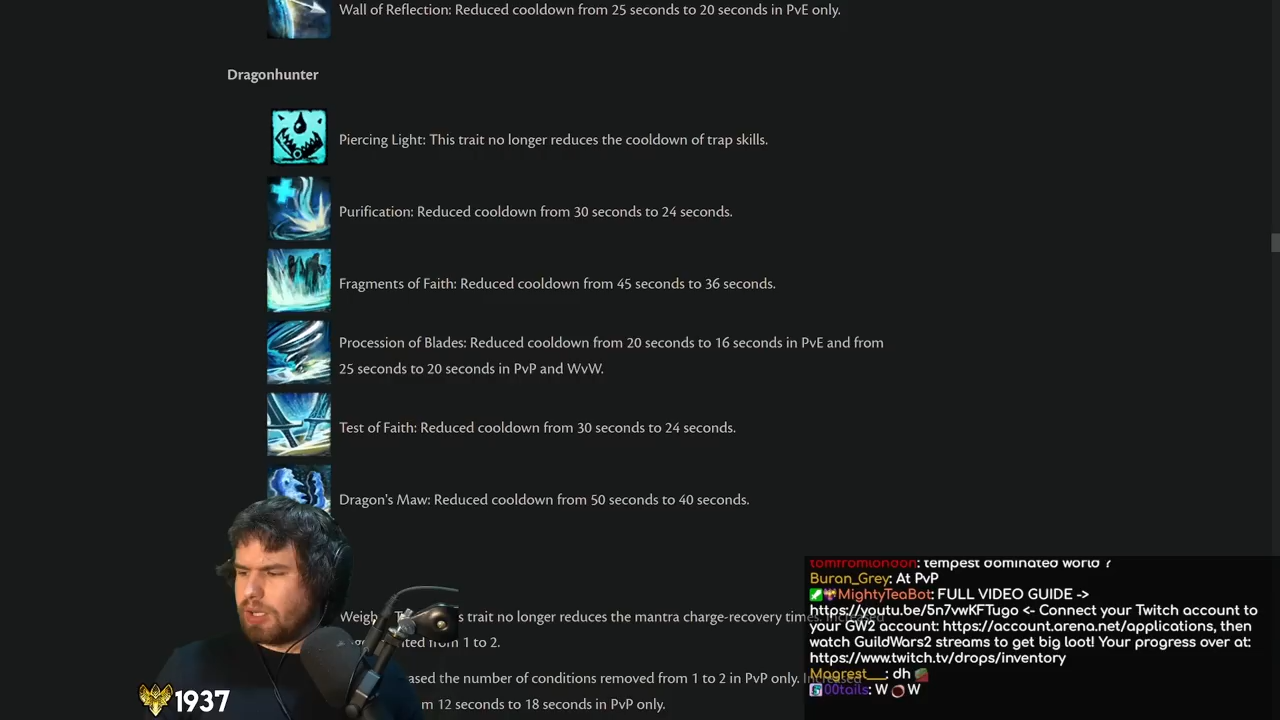 Wall of Reflection: Reduced cooldown from 25 seconds to 20 seconds in PvE only.
Dragonhunter
Piercing Light: This trait no longer reduces the cooldown of trap skills.
Purification: Reduced cooldown from 30 seconds to 24 seconds.
Fragments of Faith: Reduced cooldown from 45 seconds to 36 seconds.
Procession of Blades: Reduced cooldown from 20 seconds to 16 seconds in PvE and from
25 seconds to 20 seconds in PvP and WvW.
Test of Faith: Reduced cooldown from 30 seconds to 24 seconds.
Dragon's Maw: Reduced cooldown from 50 seconds to 40 seconds.
trait no longer reduces the mantra charge-recovery times. Increased
from 1 to 2.
the number of conditions removed from 1 to 2 in PvP only. Increased
12 seconds to 18 seconds in PvP only.
tomfromlondon: tempest dominated world ?
Buran_Grey: At PvP
MightyTeaBot: FULL VIDEO GUIDE ->
https://youtu.be/5n7vwKFTugo <- Connect your Twitch account to
your GW2 account: https://account.arena.net/applications, then
watch GuildWars2 streams to get big loot! Your progress over at:
https://www.twitch.tv/drops/inventory
Magrest__: dh
00tails: W W
1937